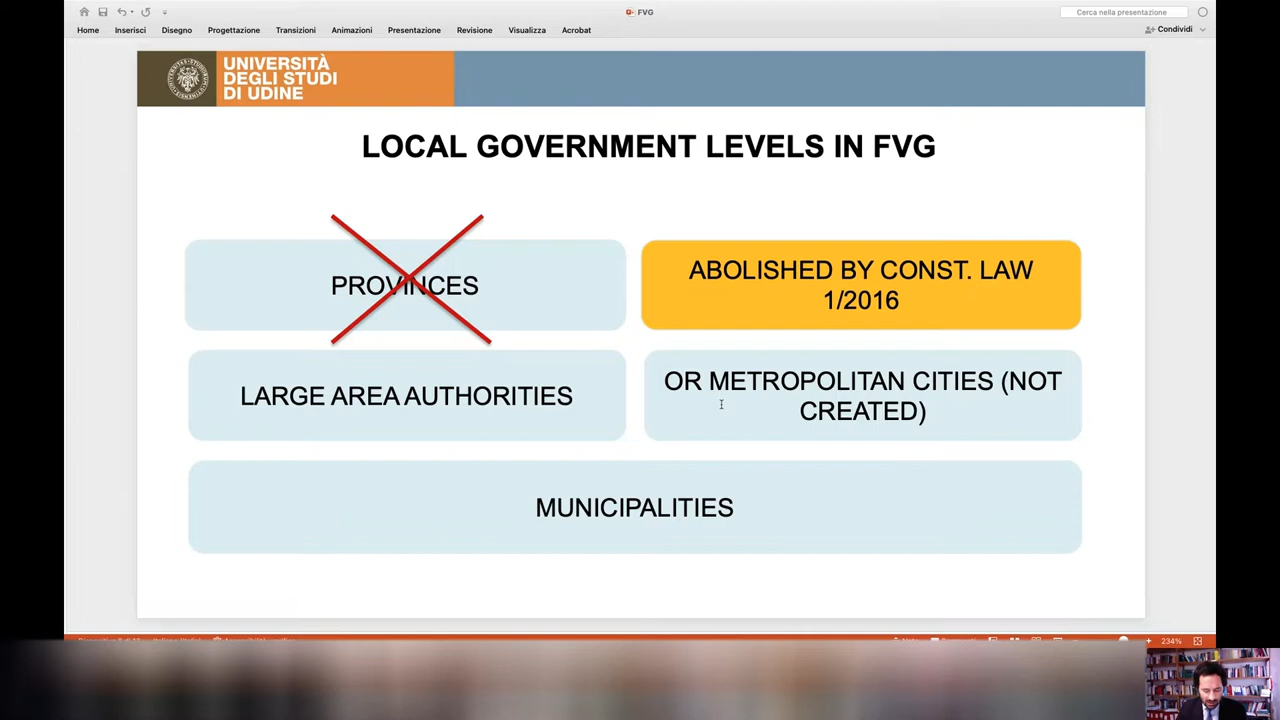 FVG
Cerca nella presentazione
Home Inserisci Disegno Progettazione Transizioni Animazioni Presentazione Revisione Visualizza Acrobat
Condividi
UNIVERSITÀ
DEGLI STUDI
DI UDINE
LOCAL GOVERNMENT LEVELS IN FVG
PROVINCES
ABOLISHED BY CONST. LAW
1/2016
LARGE AREA AUTHORITIES
OR METROPOLITAN CITIES (NOT
CREATED)
MUNICIPALITIES
234%